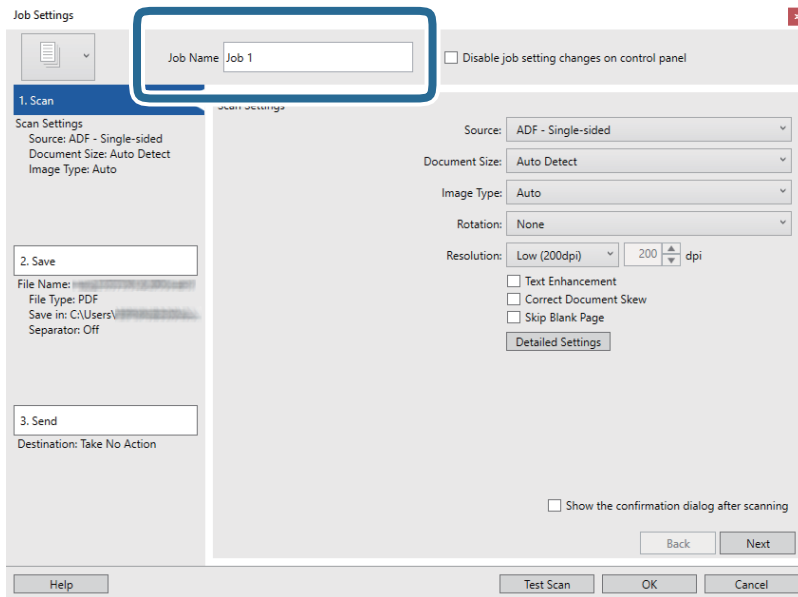 Job Settings
Job Name Job 1
Disable job setting changes on control panel
1. Scan
Scan Settings
Source: ADF - Single-sided
Document Size: Auto Detect
Image Type: Auto
2. Save
File Name:
File Type: PDF
Save in: C:\Users\
Separator: Off
3. Send
Destination: Take No Action
Scan Settings
Source: ADF - Single-sided
Document Size: Auto Detect
Image Type: Auto
Rotation: None
Resolution: Low (200dpi) 200 dpi
Text Enhancement
Correct Document Skew
Skip Blank Page
Detailed Settings
Show the confirmation dialog after scanning
Back Next
Help Test Scan OK Cancel